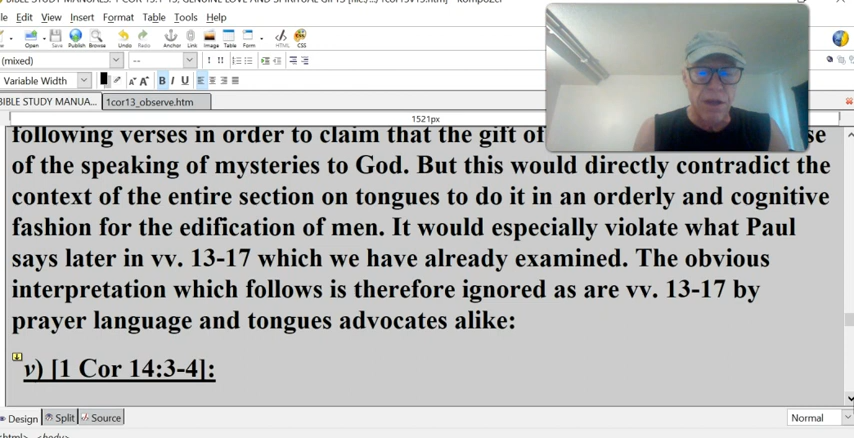 BIBLE STUDY MANUALS: 1 COR 13:1-13, GENUINE LOVE AND SPIRITUAL GIFTS [file:/.../1cor13v13.htm] - KompoZer
File Edit View Insert Format Table Tools Help
Open Save Publish Browse Undo Redo Anchor Link Image Table Form HTML CSS
(mixed) -- ! !!
Variable Width A A B I U
BIBLE STUDY MANUA... 1cor13_observe.htm
1521px
following verses in order to claim that the gift of
of the speaking of mysteries to God. But this would directly contradict the
context of the entire section on tongues to do it in an orderly and cognitive
fashion for the edification of men. It would especially violate what Paul
says later in vv. 13-17 which we have already examined. The obvious
interpretation which follows is therefore ignored as are vv. 13-17 by
prayer language and tongues advocates alike:
v) [1 Cor 14:3-4]:
Design Split Source Normal
<html> <body>